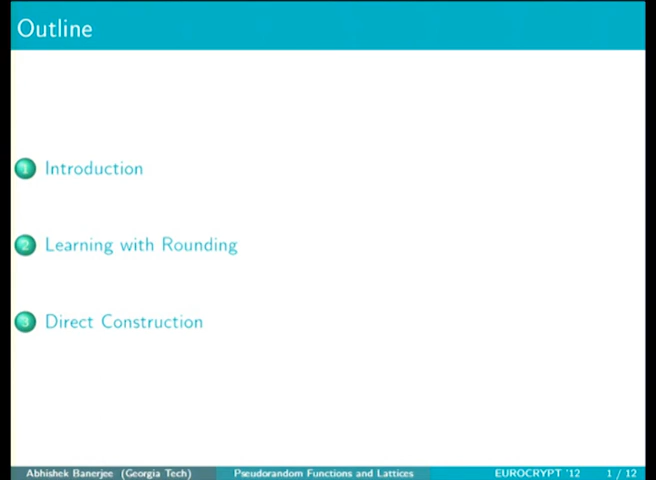 Outline
1 Introduction
2 Learning with Rounding
3 Direct Construction
Abhishek Banerjee (Georgia Tech) Pseudorandom Functions and Lattices EUROCRYPT '12 1 / 12